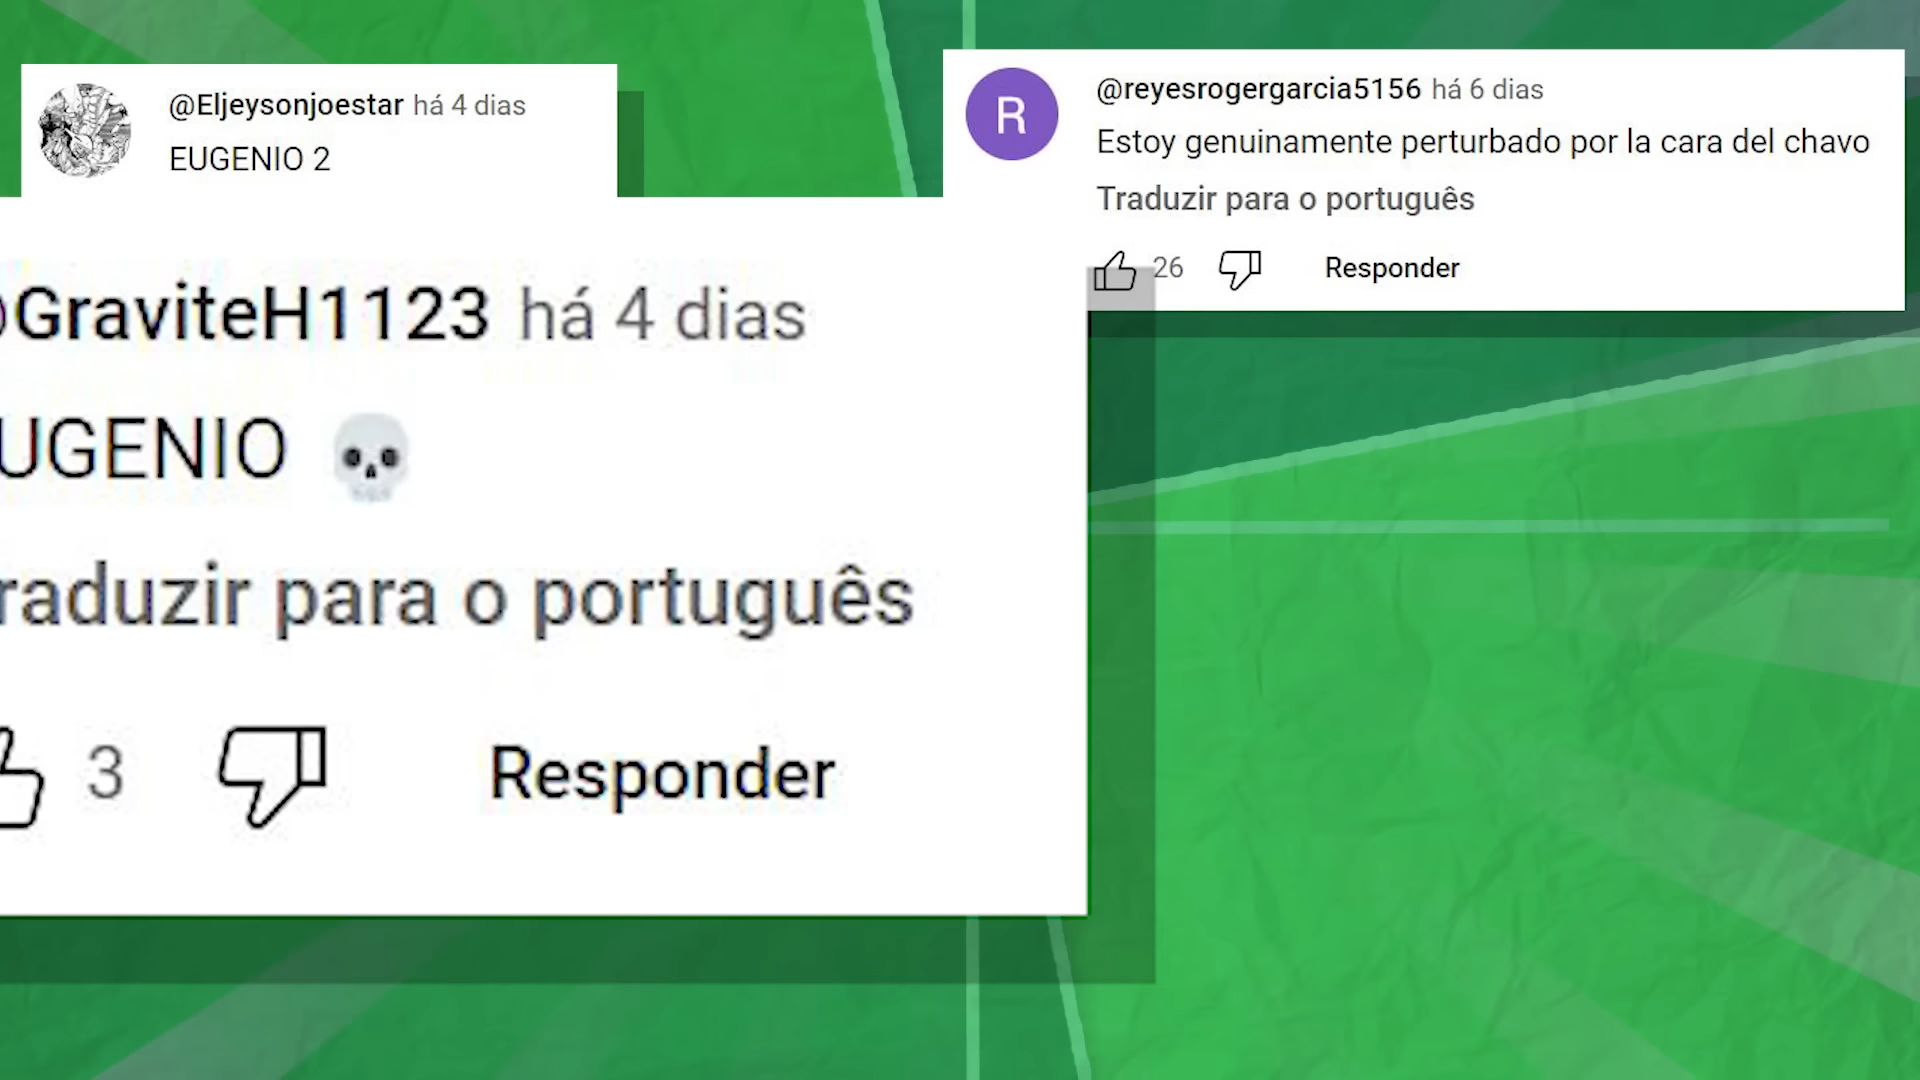 @Eljeysonjoestar há 4 dias
EUGENIO 2
R
@reyesrogergarcia5156 há 6 dias
Estoy genuinamente perturbado por la cara del chavo
Traduzir para o português
26
Responder
GraviteH1123 há 4 dias
UGENIO 💀
raduzir para o português
3
Responder